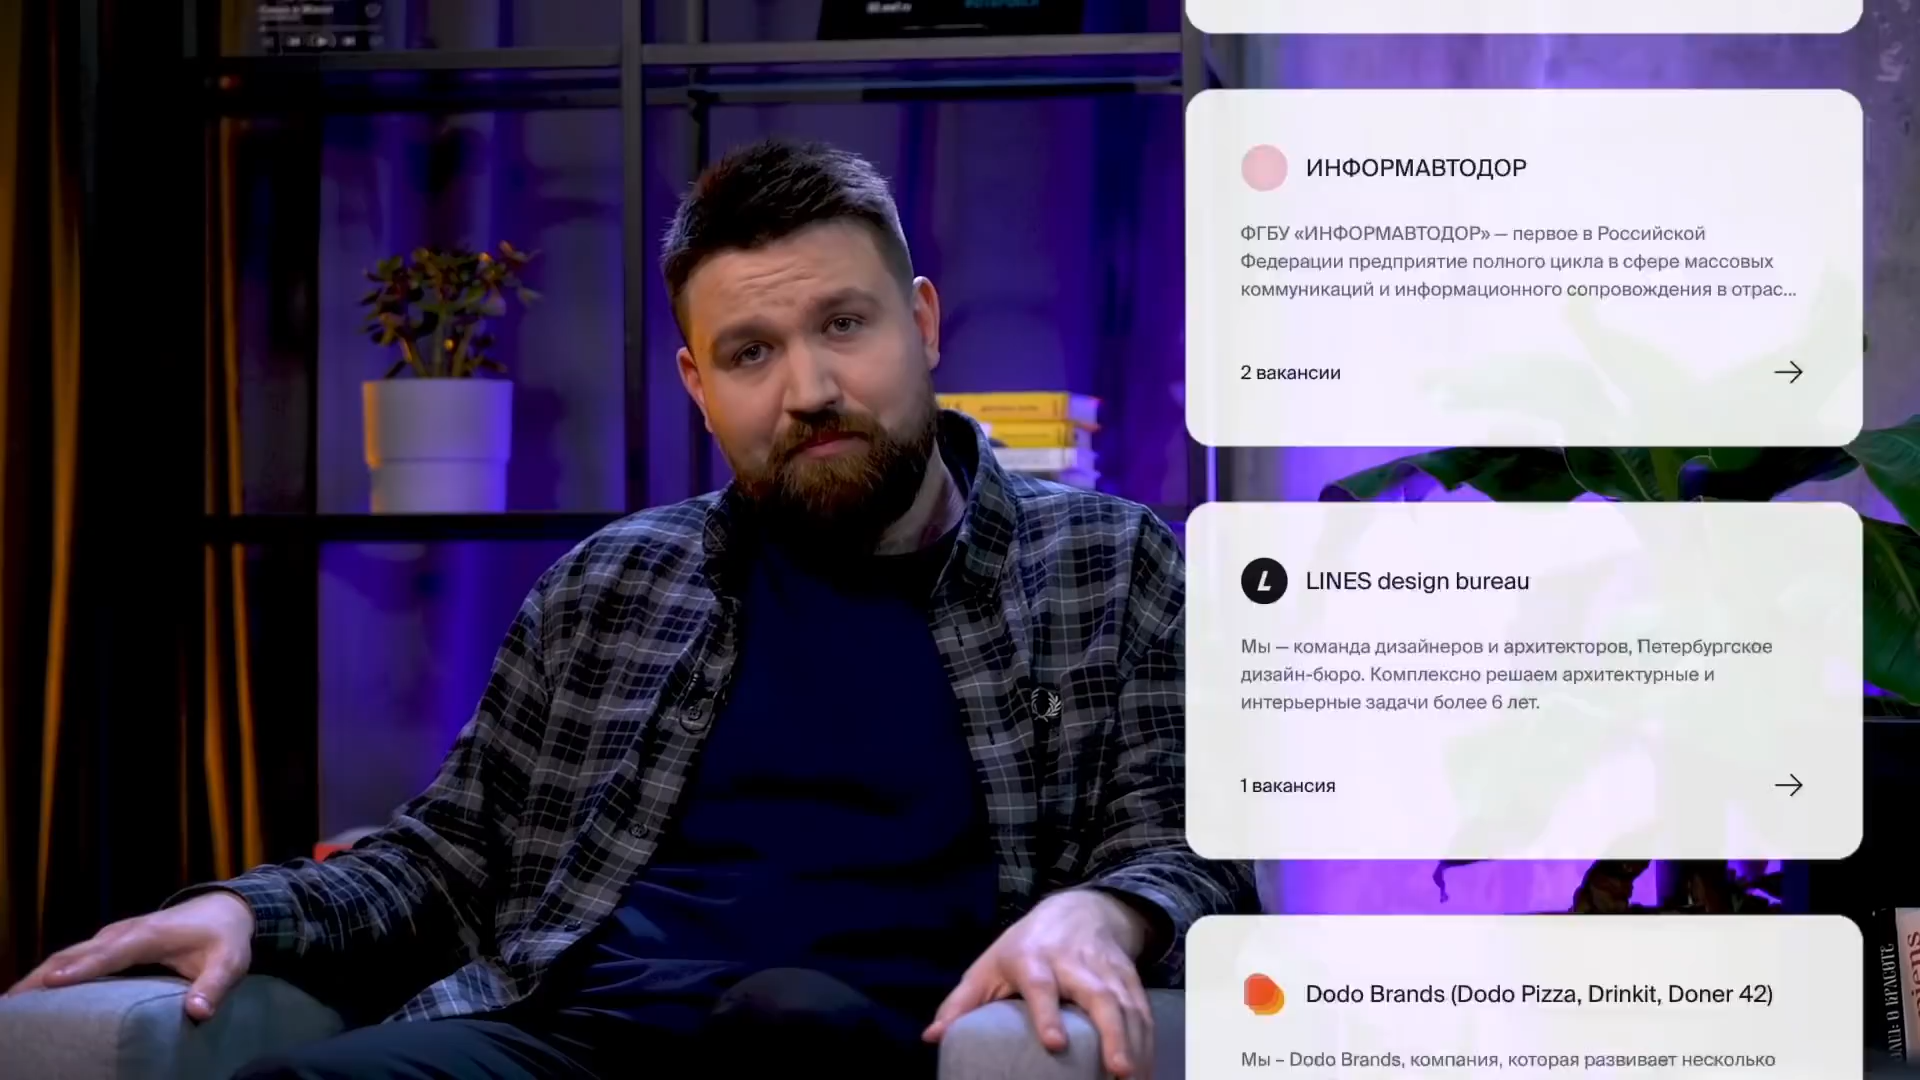 ИНФОРМАВТОДОР
ФГБУ «ИНФОРМАВТОДОР» — первое в Российской
Федерации предприятие полного цикла в сфере массовых
коммуникаций и информационного сопровождения в отрас...
2 вакансии
L
LINES design bureau
Мы — команда дизайнеров и архитекторов, Петербургское
дизайн-бюро. Комплексно решаем архитектурные и
интерьерные задачи более 6 лет.
1 вакансия
Dodo Brands (Dodo Pizza, Drinkit, Doner 42)
Мы – Dodo Brands, компания, которая развивает несколько